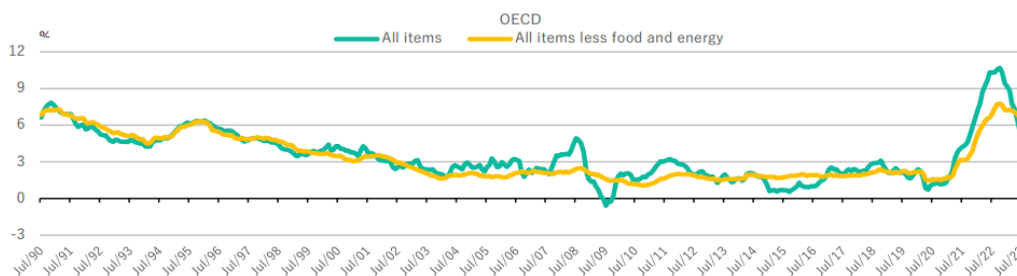 OECD
%
All items All items less food and energy
12
9
6
3
0
-3
Jul/90 Jul/91 Jul/92 Jul/93 Jul/94 Jul/95 Jul/96 Jul/97 Jul/98 Jul/99 Jul/00 Jul/01 Jul/02 Jul/03 Jul/04 Jul/05 Jul/06 Jul/07 Jul/08 Jul/09 Jul/10 Jul/11 Jul/12 Jul/13 Jul/14 Jul/15 Jul/16 Jul/17 Jul/18 Jul/19 Jul/20 Jul/21 Jul/22